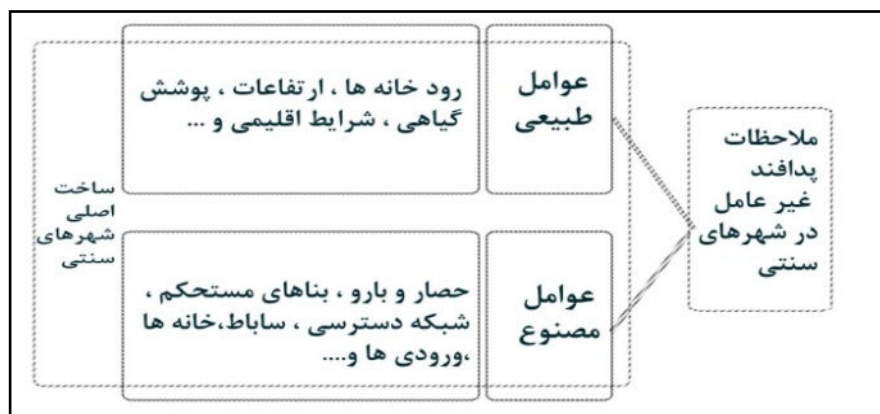 ملاحظات
پدافند
غیر عامل
در شهرهای
سنتی
عوامل
طبیعی
رود خانه ها ، ارتفاعات ، پوشش
گیاهی ، شرایط اقلیمی و ...
عوامل
مصنوع
حصار و بارو ، بناهای مستحکم ،
شبکه دسترسی ، ساباط،خانه ها
،ورودی ها و....
ساخت
اصلی
شهرهای
سنتی